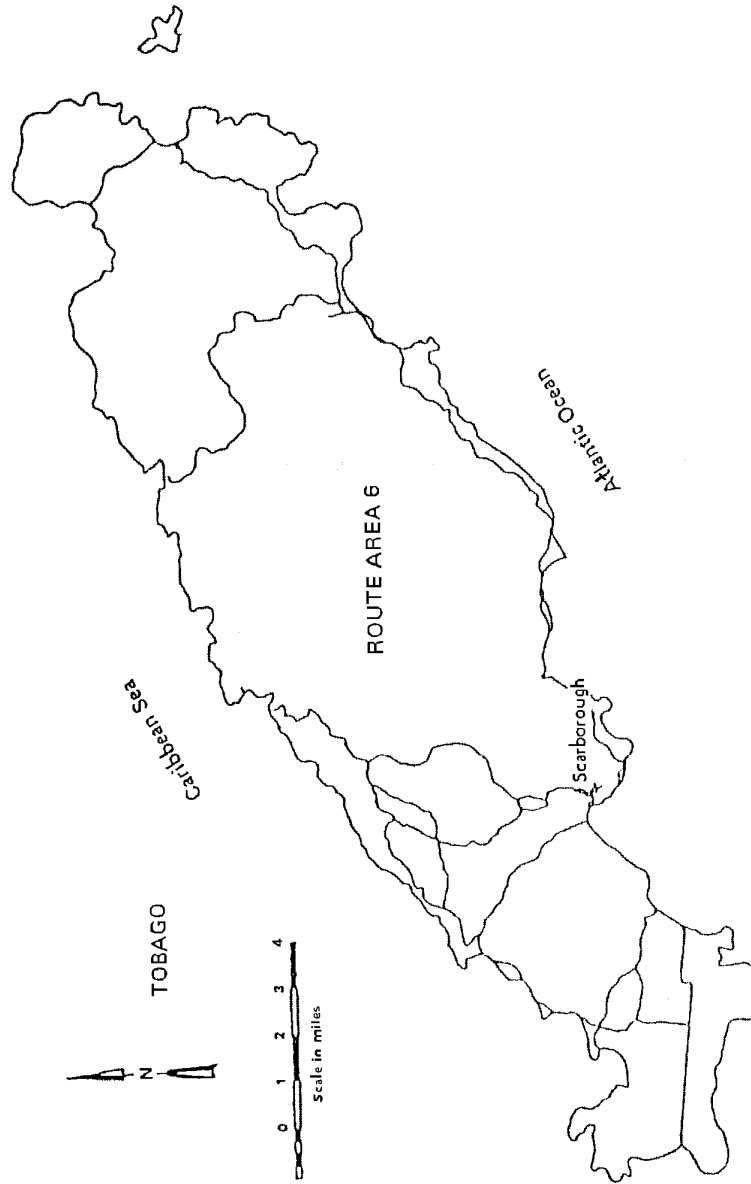 TOBAGO
N
0 1 2 3 4
Scale in miles
Caribbean Sea
ROUTE AREA 6
Scarborough
Atlantic Ocean